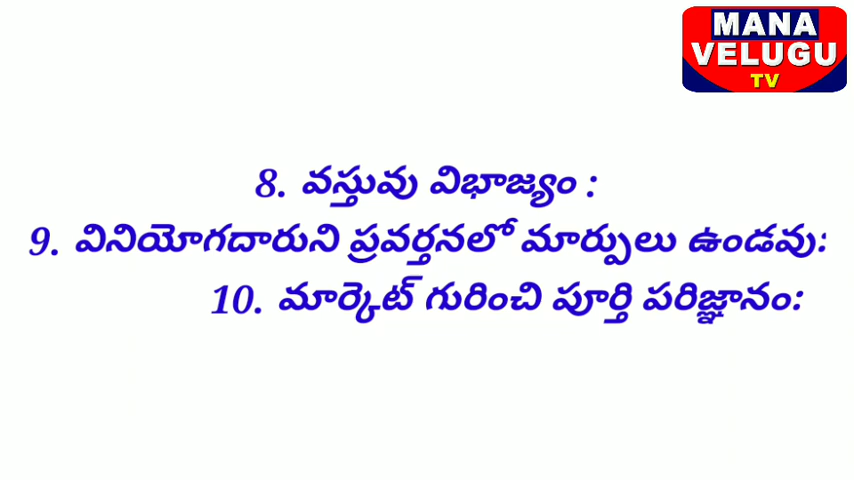 MANA
VELUGU
TV
8. వస్తువు విభాజ్యం :
9. వినియోగదారుని ప్రవర్తనలో మార్పులు ఉండవు:
10. మార్కెట్ గురించి పూర్తి పరిజ్ఞానం: